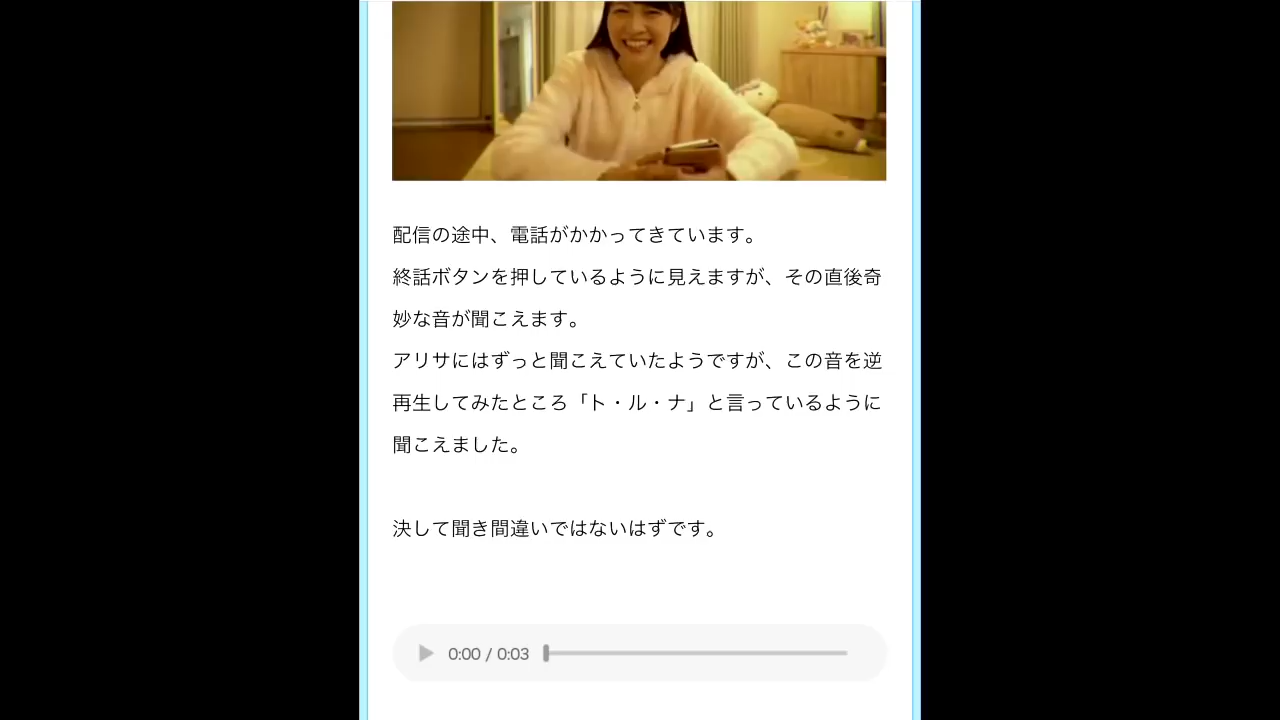 配信の途中、電話がかかってきています。
終話ボタンを押しているように見えますが、その直後奇
妙な音が聞こえます。
アリサにはずっと聞こえていたようですが、この音を逆
再生してみたところ「ト・ル・ナ」と言っているように
聞こえました。
決して聞き間違いではないはずです。
0:00 / 0:03